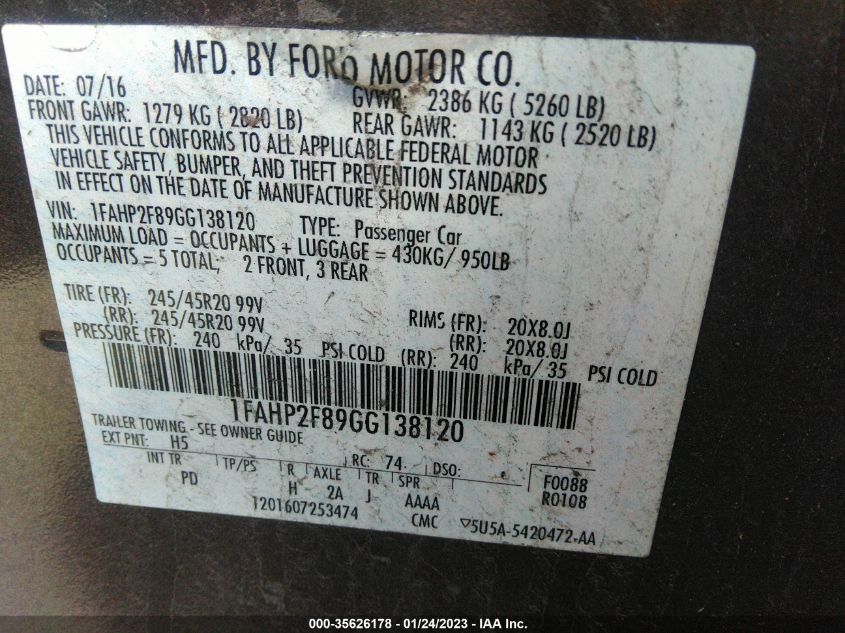 MFD. BY FORD MOTOR CO.
DATE: 07/16 GVWR: 2386 KG ( 5260 LB)
FRONT GAWR: 1279 KG ( 2820 LB) REAR GAWR: 1143 KG ( 2520 LB)
THIS VEHICLE CONFORMS TO ALL APPLICABLE FEDERAL MOTOR
VEHICLE SAFETY, BUMPER, AND THEFT PREVENTION STANDARDS
IN EFFECT ON THE DATE OF MANUFACTURE SHOWN ABOVE.
VIN: 1FAHP2F89GG138120 TYPE: Passenger Car
MAXIMUM LOAD = OCCUPANTS + LUGGAGE = 430KG/ 950LB
OCCUPANTS = 5 TOTAL, 2 FRONT, 3 REAR
TIRE (FR): 245/45R20 99V RIMS (FR): 20X8.0J
(RR): 245/45R20 99V (RR): 20X8.0J
PRESSURE (FR): 240 kPa/ 35 PSI COLD (RR): 240 kPa/ 35 PSI COLD
1FAHP2F89GG138120
TRAILER TOWING - SEE OWNER GUIDE
EXT PNT: H5 RC: 74 DSO: F0088
INT TR TP/PS R AXLE TR SPR R0108
PD H 2A J AAAA
T201607253474 CMC ▽5U5A-5420472-AA
000-35626178 — 01/24/2023 — Copart, Inc.